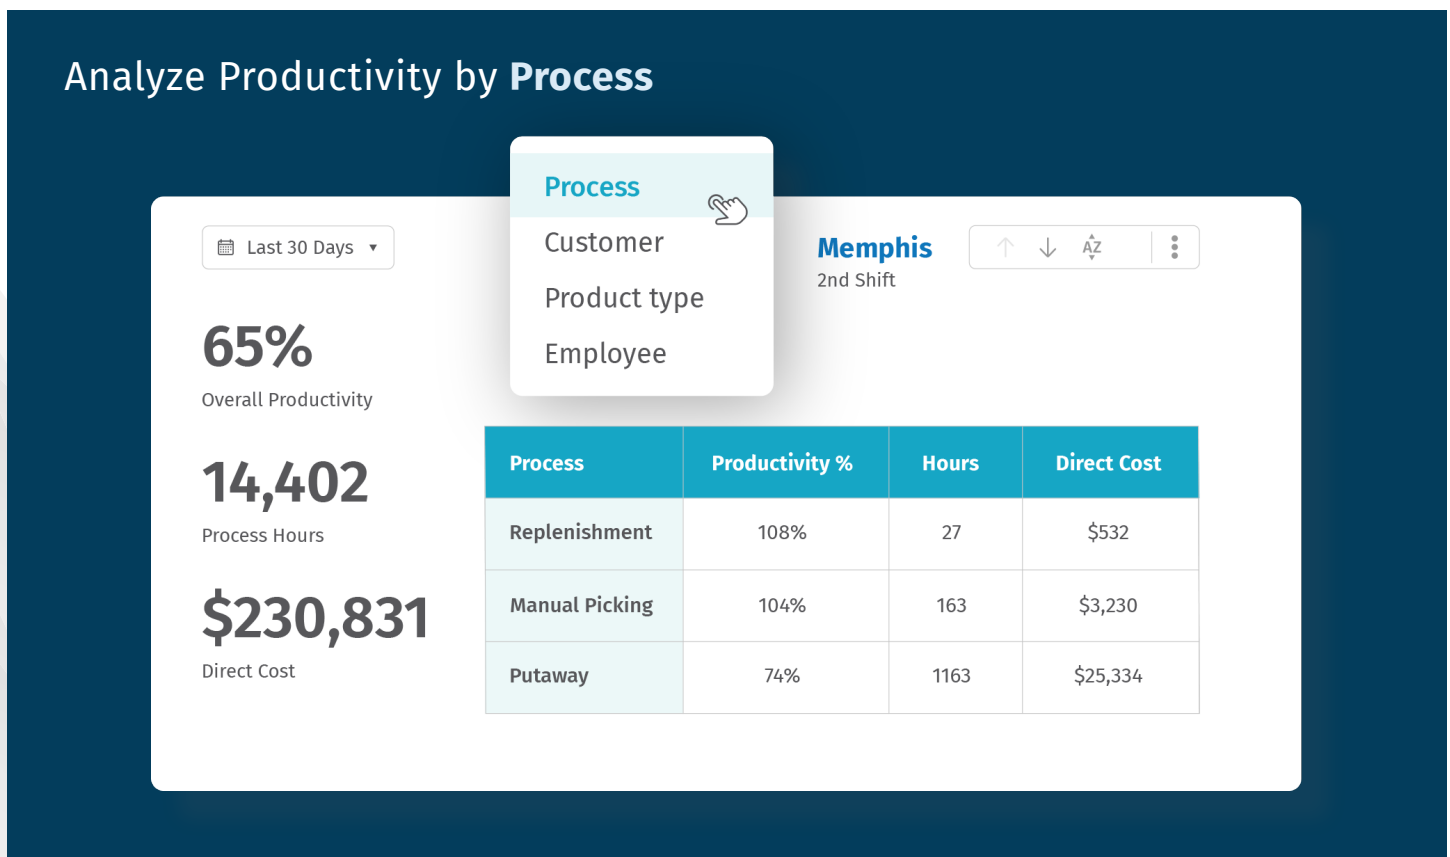 Analyze Productivity by Process
Process
Customer
Product type
Employee
Last 30 Days
Memphis
2nd Shift
AZ
65%
Overall Productivity
14,402
Process Hours
$230,831
Direct Cost
Process Productivity % Hours Direct Cost
Replenishment 108% 27 $532
Manual Picking 104% 163 $3,230
Putaway 74% 1163 $25,334